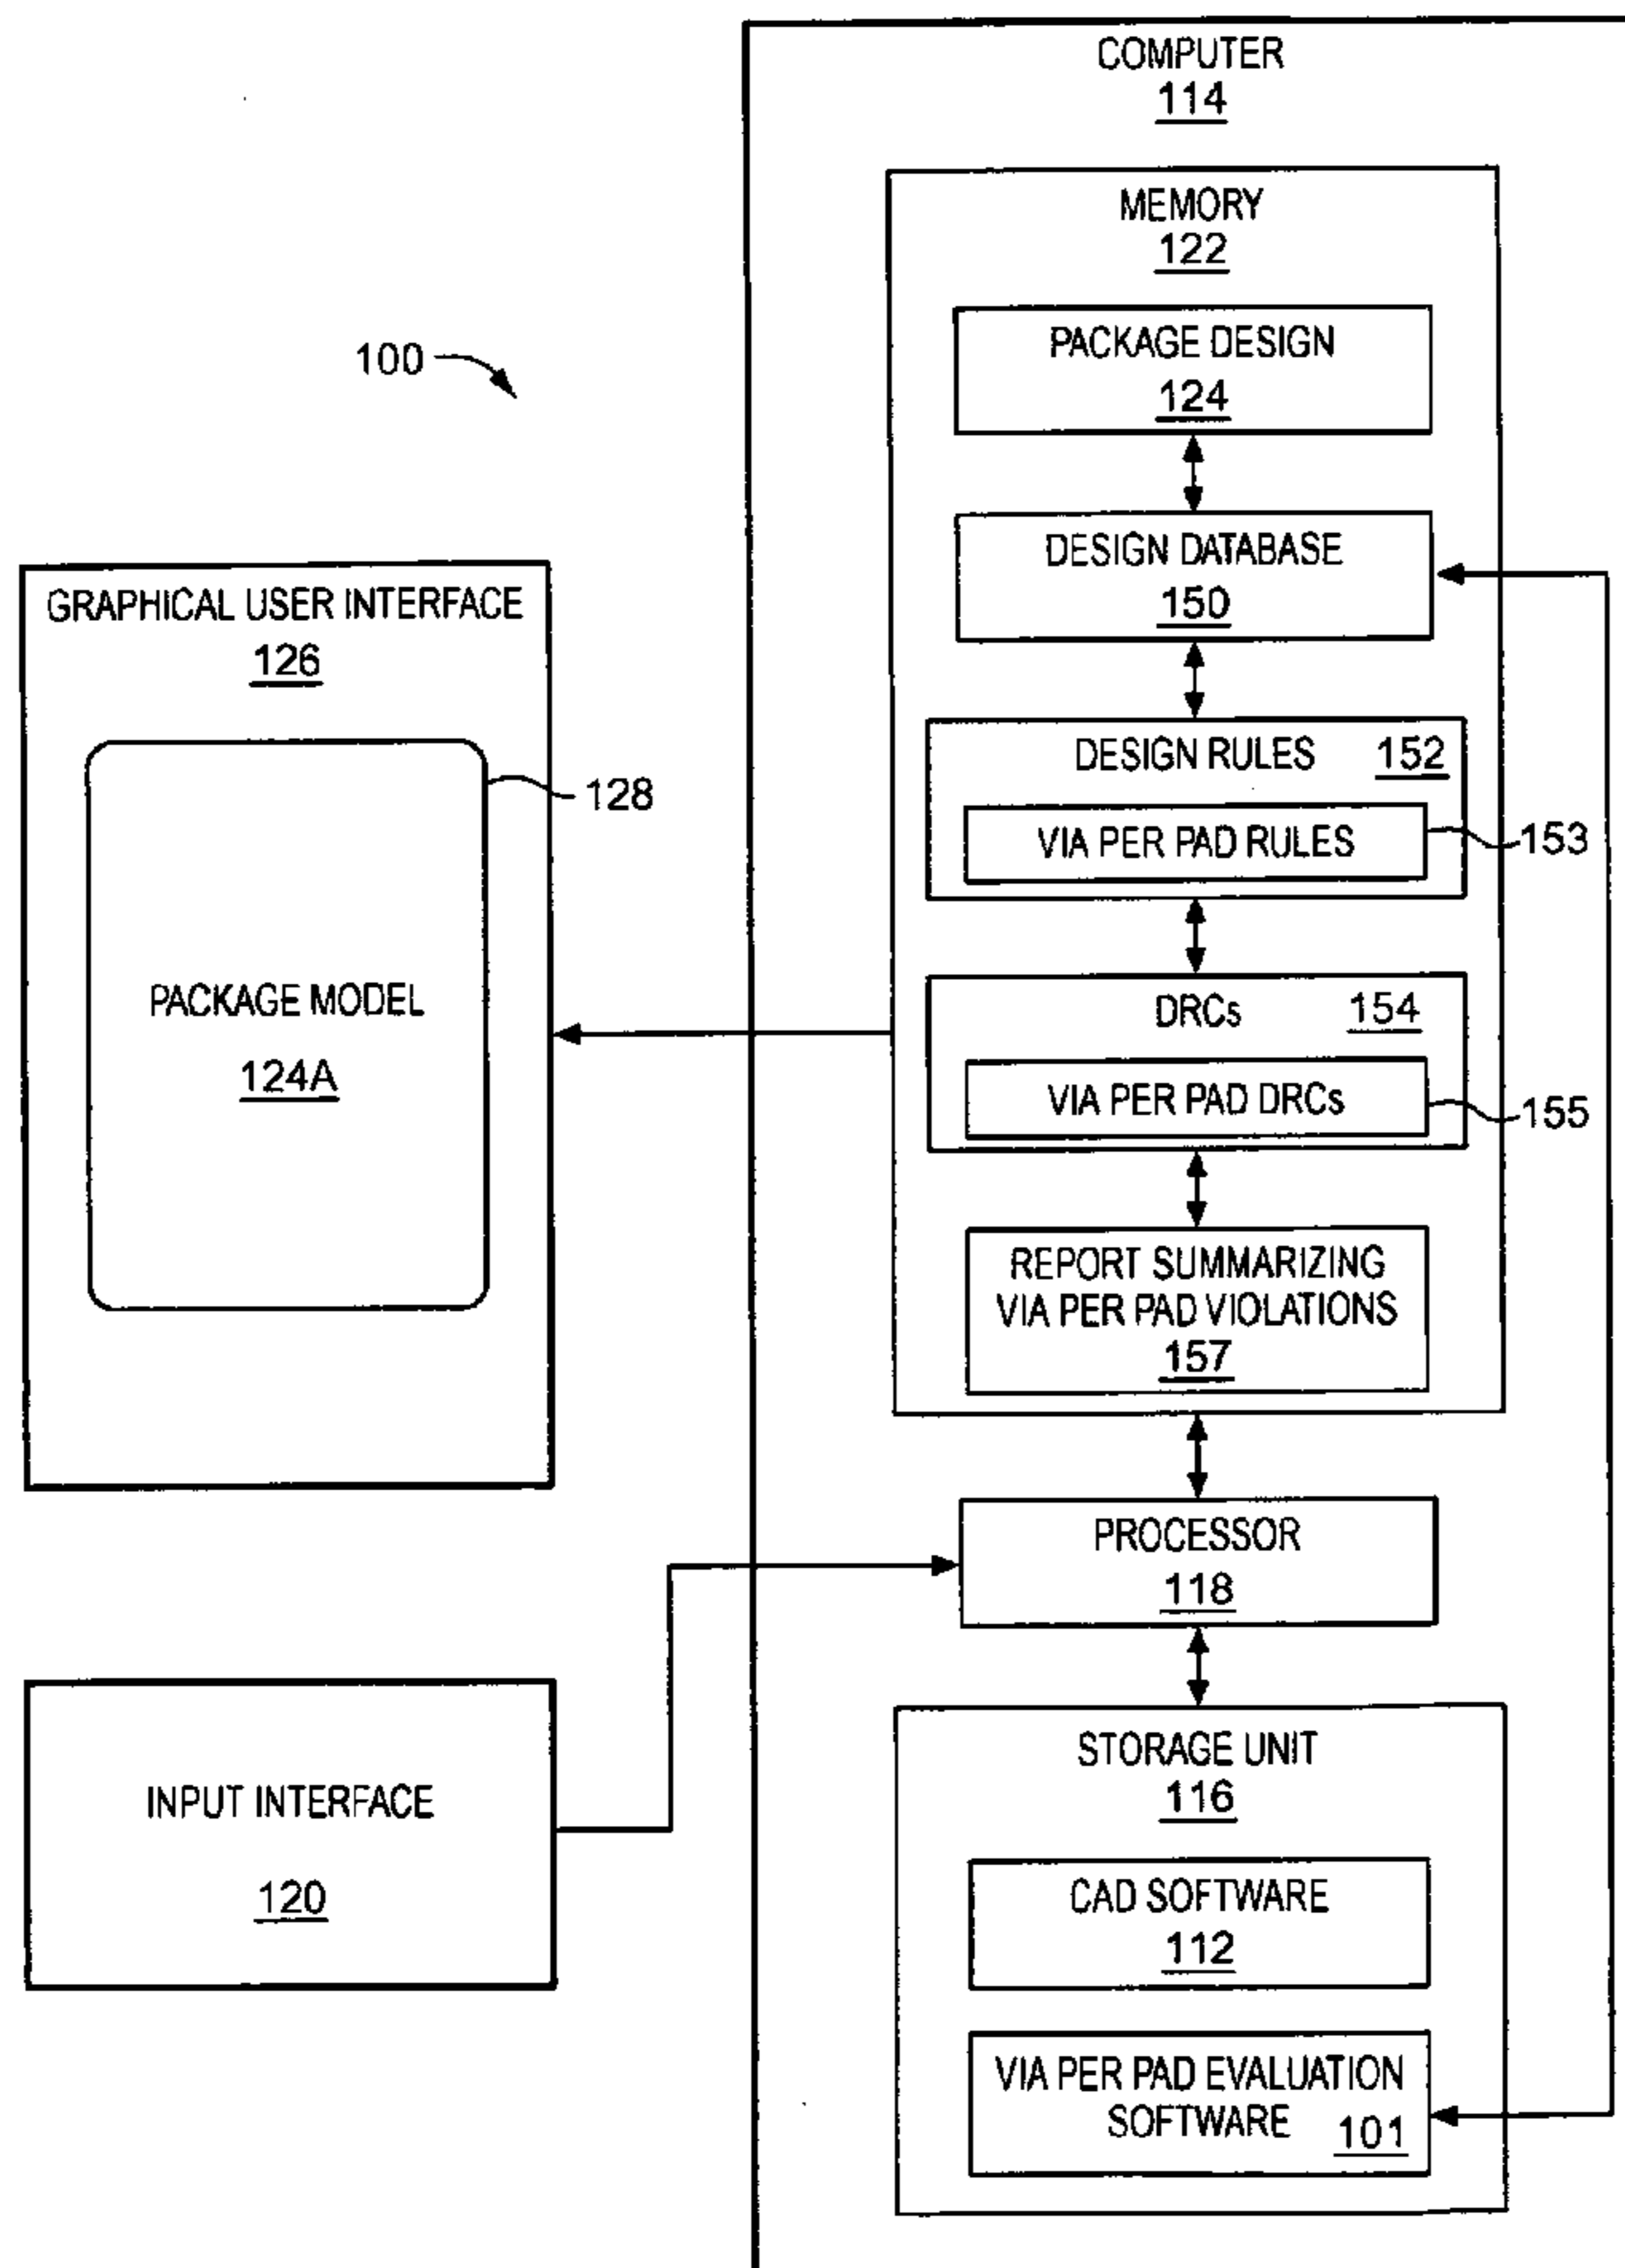 COMPUTER
114
MEMORY
122
PACKAGE DESIGN
124
100
DESIGN DATABASE
150
GRAPHICAL USER INTERFACE
126
DESIGN RULES 152
128
VIA PER PAD RULES 153
PACKAGE MODEL
124A
DRCs 154
VIA PER PAD DRCs 155
REPORT SUMMARIZING
VIA PER PAD VIOLATIONS
157
PROCESSOR
118
STORAGE UNIT
116
INPUT INTERFACE
120
CAD SOFTWARE
112
VIA PER PAD EVALUATION
SOFTWARE 101